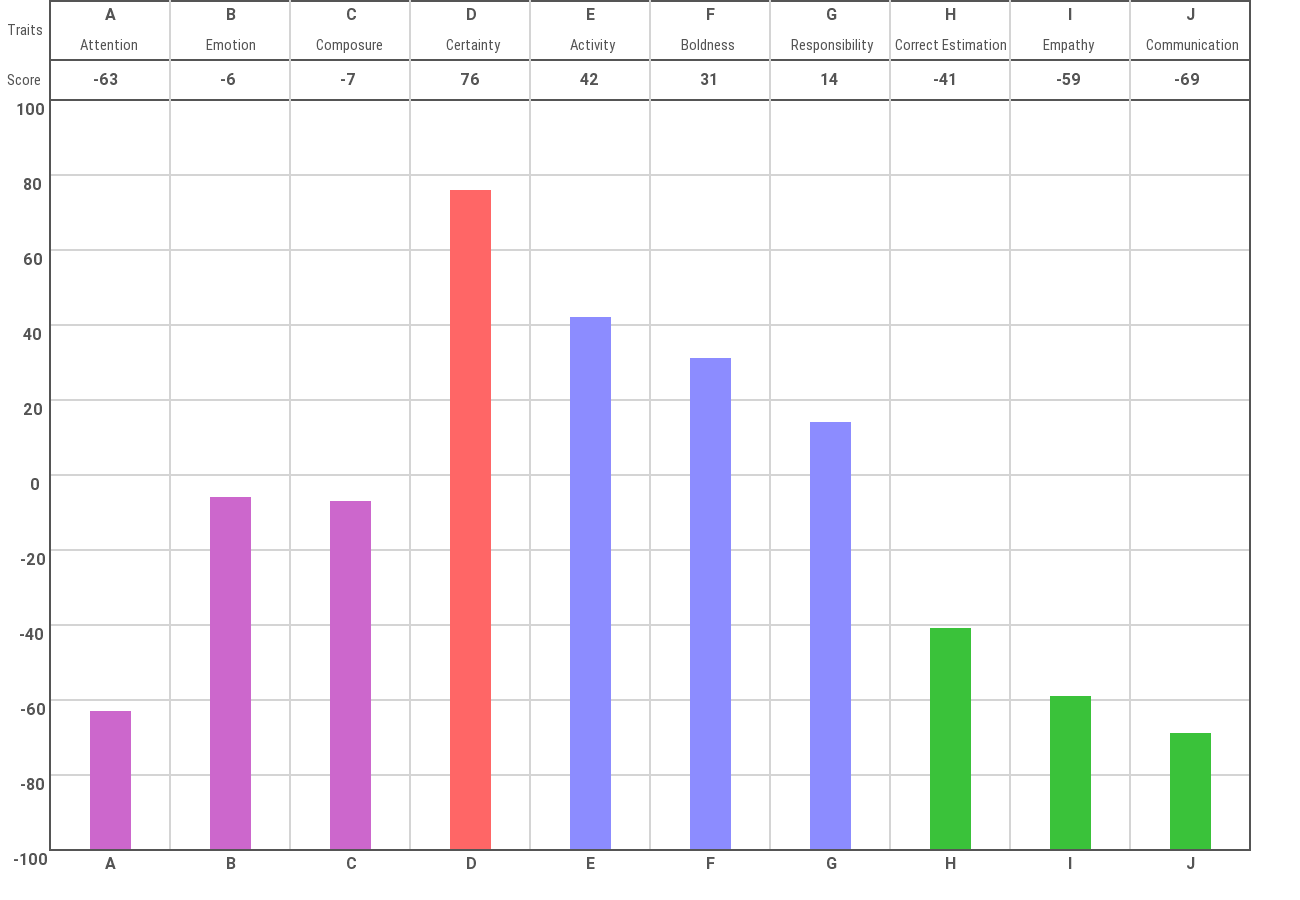 Traits A B C D E F G H I J
Attention Emotion Composure Certainty Activity Boldness Responsibility Correct Estimation Empathy Communication
Score -63 -6 -7 76 42 31 14 -41 -59 -69
100
80
60
40
20
0
-20
-40
-60
-80
-100
A B C D E F G H I J